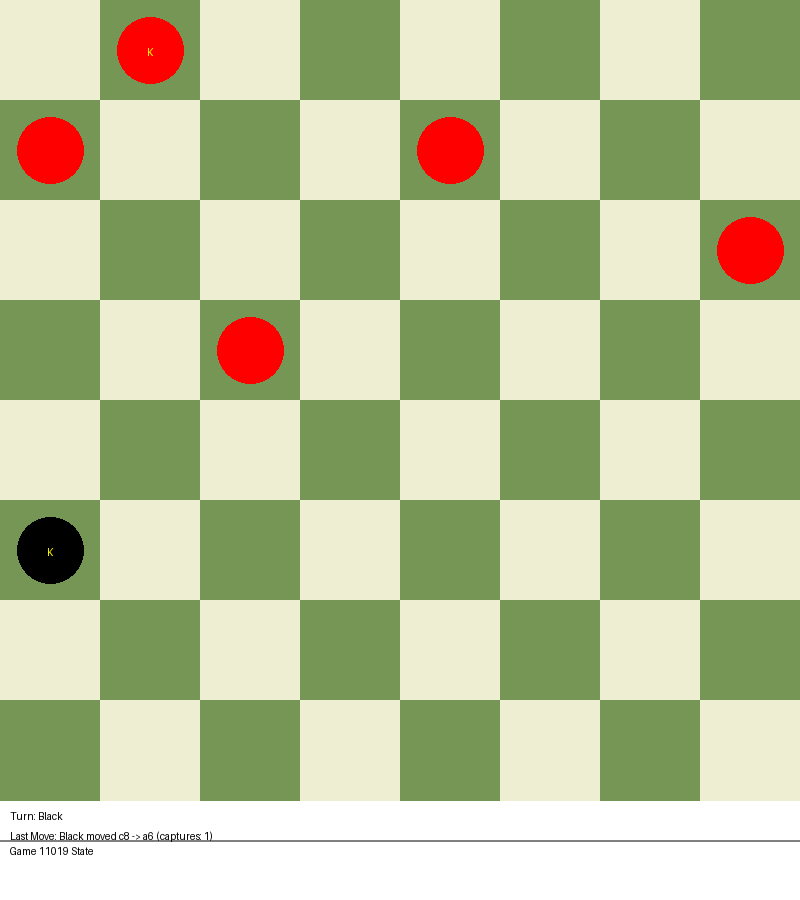 K
K
Turn: Black
Last Move: Black moved c8 -> a6 (captures: 1)
Game 11019 State